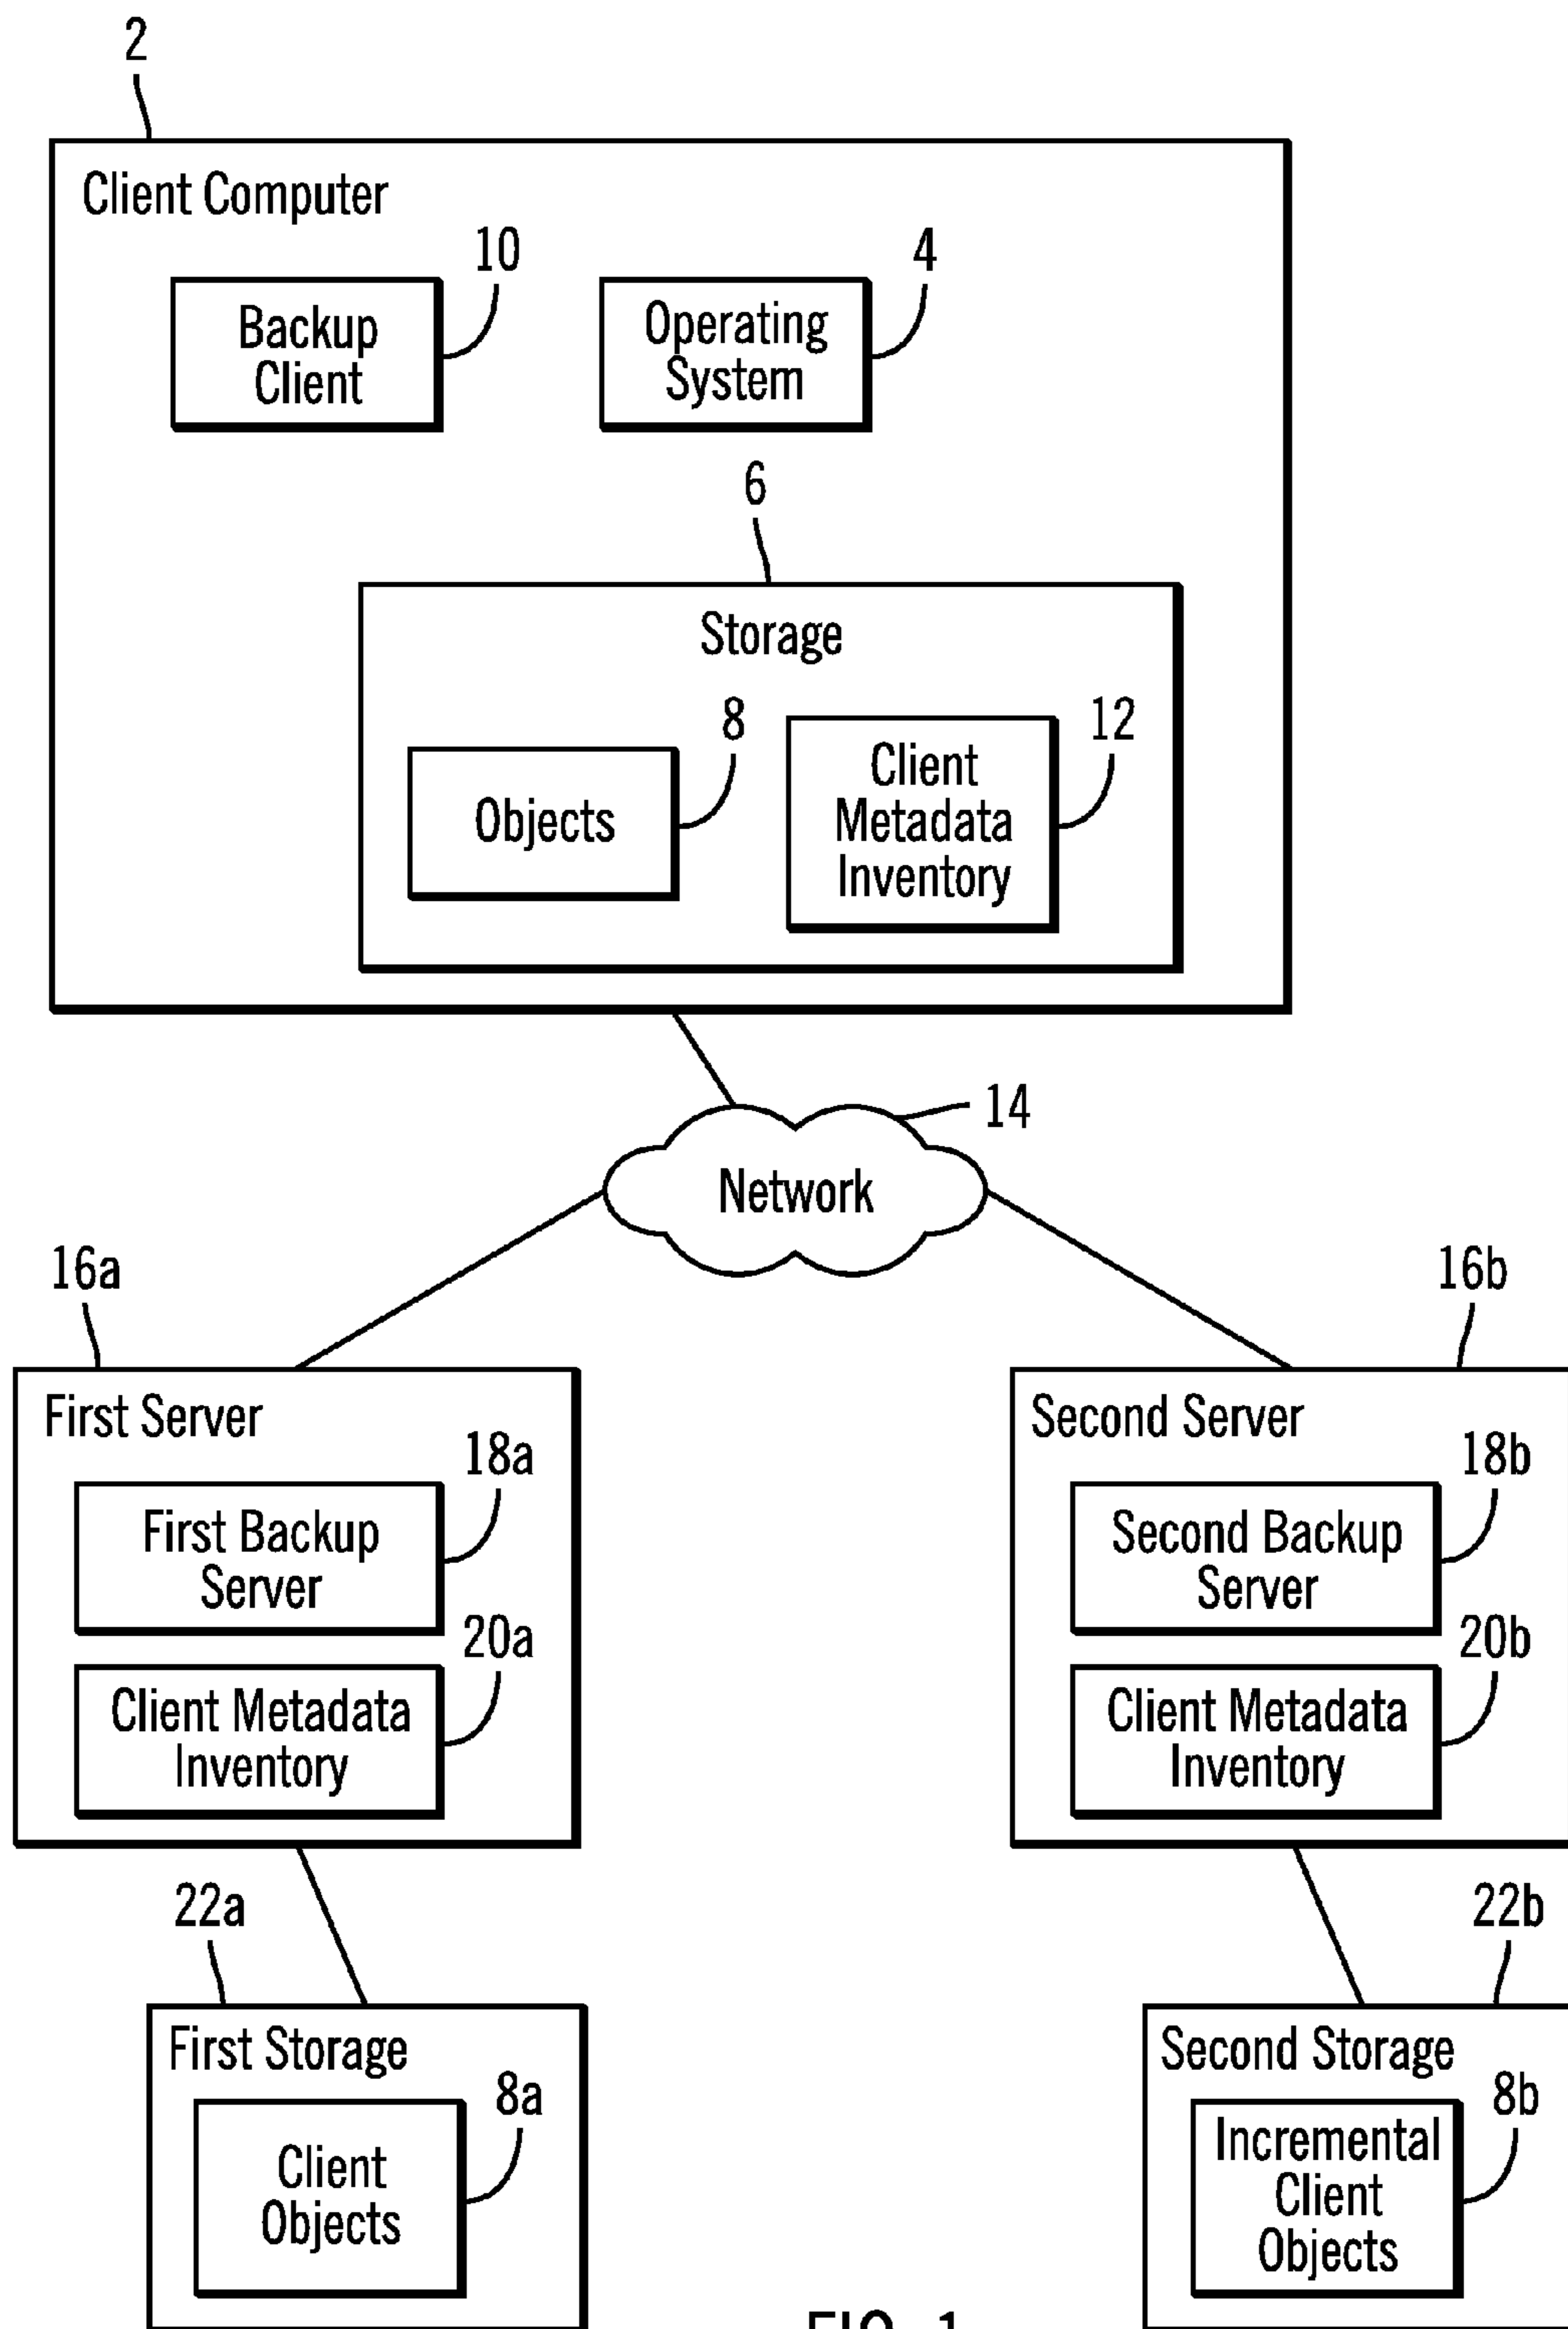 2
Client Computer
10
4
Backup
Client
Operating
System
6
Storage
8
12
Objects
Client
Metadata
Inventory
14
Network
16a
16b
First Server
18a
First Backup
Server
20a
Client Metadata
Inventory
Second Server
18b
Second Backup
Server
20b
Client Metadata
Inventory
22a
22b
First Storage
8a
Client
Objects
Second Storage
8b
Incremental
Client
Objects
FIG. 1